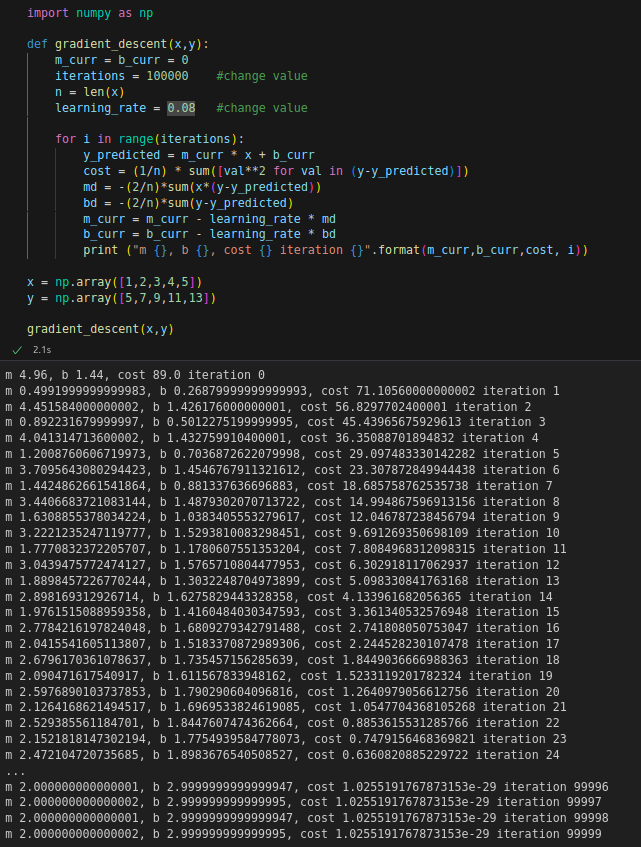 import numpy as np
def gradient_descent(x,y):
m_curr = b_curr = 0
iterations = 100000 #change value
n = len(x)
learning_rate = 0.08 #change value
for i in range(iterations):
y_predicted = m_curr * x + b_curr
cost = (1/n) * sum([val**2 for val in (y-y_predicted)])
md = -(2/n)*sum(x*(y-y_predicted))
bd = -(2/n)*sum(y-y_predicted)
m_curr = m_curr - learning_rate * md
b_curr = b_curr - learning_rate * bd
print ("m {}, b {}, cost {} iteration {}".format(m_curr,b_curr,cost, i))
x = np.array([1,2,3,4,5])
y = np.array([5,7,9,11,13])
gradient_descent(x,y)
2.1s
m 4.96, b 1.44, cost 89.0 iteration 0
m 0.4991999999999983, b 0.26879999999999993, cost 71.10560000000002 iteration 1
m 4.451584000000002, b 1.426176000000001, cost 56.8297702400001 iteration 2
m 0.892231679999997, b 0.5012275199999995, cost 45.43965675929613 iteration 3
m 4.041314713600002, b 1.432759910400001, cost 36.35088701894832 iteration 4
m 1.2008760606719973, b 0.7036872622079998, cost 29.097483330142282 iteration 5
m 3.7095643080294423, b 1.4546767911321612, cost 23.307872849944438 iteration 6
m 1.4424862661541864, b 0.881337636696883, cost 18.685758762535738 iteration 7
m 3.4406683721083144, b 1.4879302070713722, cost 14.994867596913156 iteration 8
m 1.6308855378034224, b 1.0383405553279617, cost 12.046787238456794 iteration 9
m 3.2221235247119777, b 1.5293810083298451, cost 9.691269350698109 iteration 10
m 1.7770832372205707, b 1.1780607551353204, cost 7.8084968312098315 iteration 11
m 3.0439475772474127, b 1.5765710804477953, cost 6.302918117062937 iteration 12
m 1.8898457226770244, b 1.3032248704973899, cost 5.098330841763168 iteration 13
m 2.898169312926714, b 1.6275829443328358, cost 4.133961682056365 iteration 14
m 1.9761515088959358, b 1.4160484030347593, cost 3.361340532576948 iteration 15
m 2.7784216197824048, b 1.6809279342791488, cost 2.741808050753047 iteration 16
m 2.0415541605113807, b 1.5183370872989306, cost 2.244528230107478 iteration 17
m 2.6796170361078637, b 1.735457156285639, cost 1.8449036666988363 iteration 18
m 2.090471617540917, b 1.611567833948162, cost 1.5233119201782324 iteration 19
m 2.5976890103737853, b 1.790290604096816, cost 1.2640979056612756 iteration 20
m 2.1264168621494517, b 1.6969533824619085, cost 1.0547704368105268 iteration 21
m 2.529385561184701, b 1.8447607474362664, cost 0.8853615531285766 iteration 22
m 2.1521818147302194, b 1.7754939584778073, cost 0.7479156468369821 iteration 23
m 2.472104720735685, b 1.8983676540508527, cost 0.6360820885229722 iteration 24
...
m 2.000000000000001, b 2.9999999999999947, cost 1.0255191767873153e-29 iteration 99996
m 2.000000000000002, b 2.999999999999995, cost 1.0255191767873153e-29 iteration 99997
m 2.000000000000001, b 2.9999999999999947, cost 1.0255191767873153e-29 iteration 99998
m 2.000000000000002, b 2.999999999999995, cost 1.0255191767873153e-29 iteration 99999